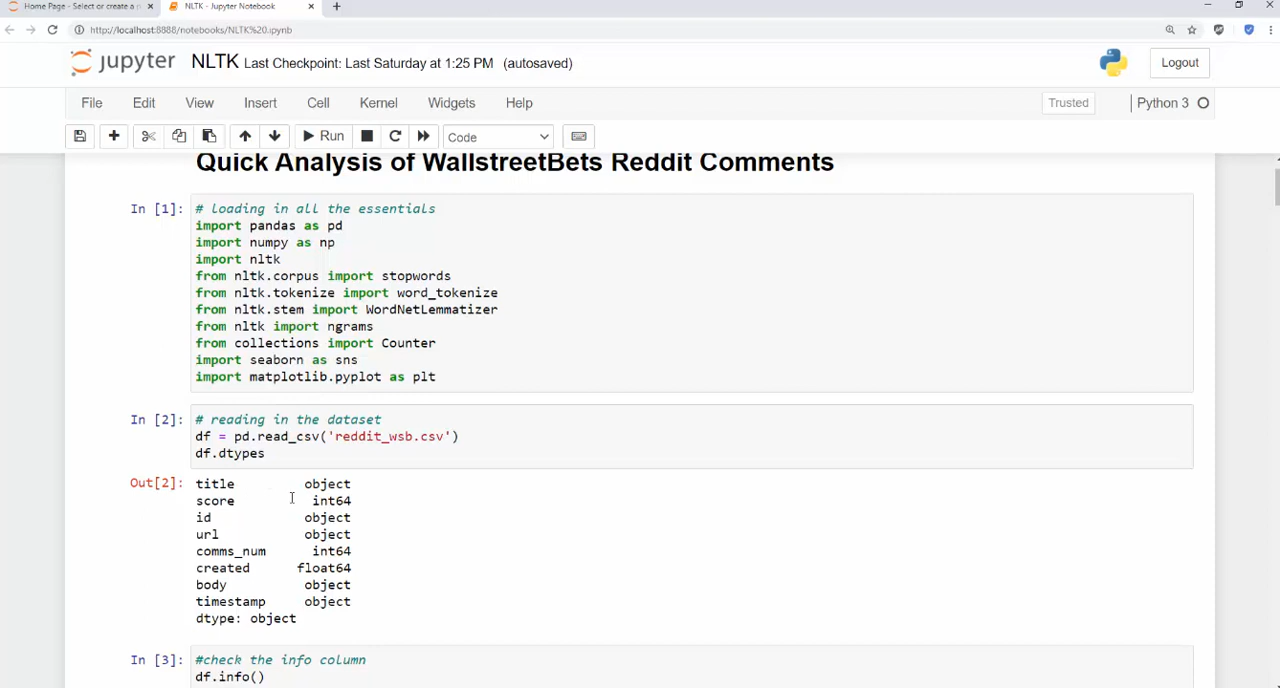 Home Page - Select or create a n
NLTK - Jupyter Notebook
http://localhost:8888/notebooks/NLTK%20.ipynb
jupyter NLTK Last Checkpoint: Last Saturday at 1:25 PM (autosaved)
Logout
File Edit View Insert Cell Kernel Widgets Help
Trusted
Python 3
Run
Code
Quick Analysis of WallstreetBets Reddit Comments
In [1]: # loading in all the essentials
import pandas as pd
import numpy as np
import nltk
from nltk.corpus import stopwords
from nltk.tokenize import word_tokenize
from nltk.stem import WordNetLemmatizer
from nltk import ngrams
from collections import Counter
import seaborn as sns
import matplotlib.pyplot as plt
In [2]: # reading in the dataset
df = pd.read_csv('reddit_wsb.csv')
df.dtypes
Out[2]: title object
score int64
id object
url object
comms_num int64
created float64
body object
timestamp object
dtype: object
In [3]: #check the info column
df.info()